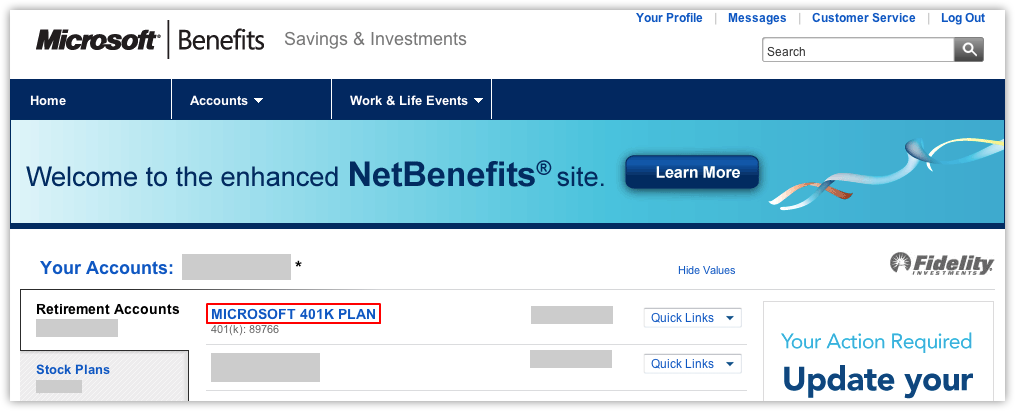 Your Profile | Messages | Customer Service | Log Out
Microsoft® | Benefits Savings & Investments
Search
Home Accounts Work & Life Events
Welcome to the enhanced NetBenefits® site. Learn More
Your Accounts: *
Hide Values
Fidelity
INVESTMENTS
Retirement Accounts
MICROSOFT 401K PLAN
401(k): 89766
Quick Links
Quick Links
Stock Plans
Your Action Required
Update your